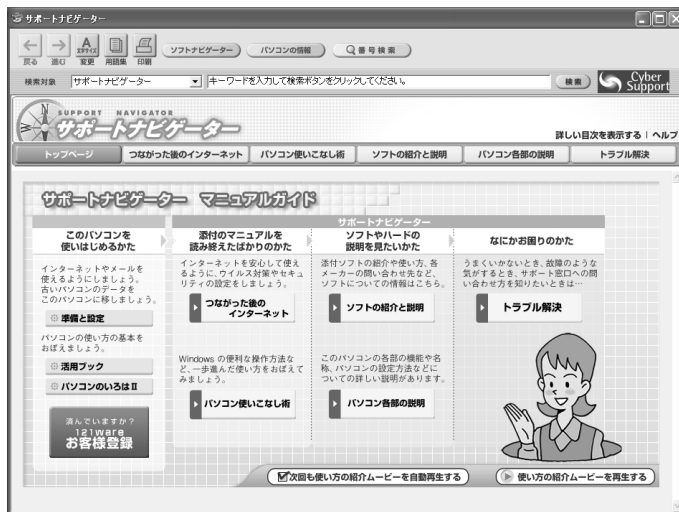 サポートナビゲーター
戻る 進む 文字サイズ 変更 用語集 印刷 ソフトナビゲーター パソコンの情報 番号検索
検索対象 サポートナビゲーター キーワードを入力して検索ボタンをクリックしてください。 検索 Cyber Support
SUPPORT NAVIGATOR
サポートナビゲーター
詳しい目次を表示する | ヘルプ
トップページ つながった後のインターネット パソコン使いこなし術 ソフトの紹介と説明 パソコン各部の説明 トラブル解決
サポートナビゲーター マニュアルガイド
サポートナビゲーター
このパソコンを
使いはじめるかた
インターネットやメールを
使えるようにしましょう。
古いパソコンのデータを
このパソコンに移しましょう。
準備と設定
パソコンの使い方の基本を
おぼえましょう。
活用ブック
パソコンのいろはⅡ
済んでいますか?
121ware
お客様登録
添付のマニュアルを
読み終えたばかりのかた
インターネットを安心して使え
るように、ウイルス対策やセキュ
リティの設定をしましょう。
つながった後の
インターネット
Windows の便利な操作方法な
ど、一歩進んだ使い方をおぼえて
みましょう。
パソコン使いこなし術
ソフトやハードの
説明を見たいかた
添付ソフトの紹介や使い方、各
メーカーの問い合わせ先など、
ソフトについての情報はこちら。
ソフトの紹介と説明
このパソコンの各部の機能や名
称、パソコンの設定方法などに
ついての詳しい説明があります。
パソコン各部の説明
なにかお困りのかた
うまくいかないとき、故障のような
気がするとき、サポート窓口への問
い合わせ方を知りたいときは…
トラブル解決
次回も使い方の紹介ムービーを自動再生する
使い方の紹介ムービーを再生する